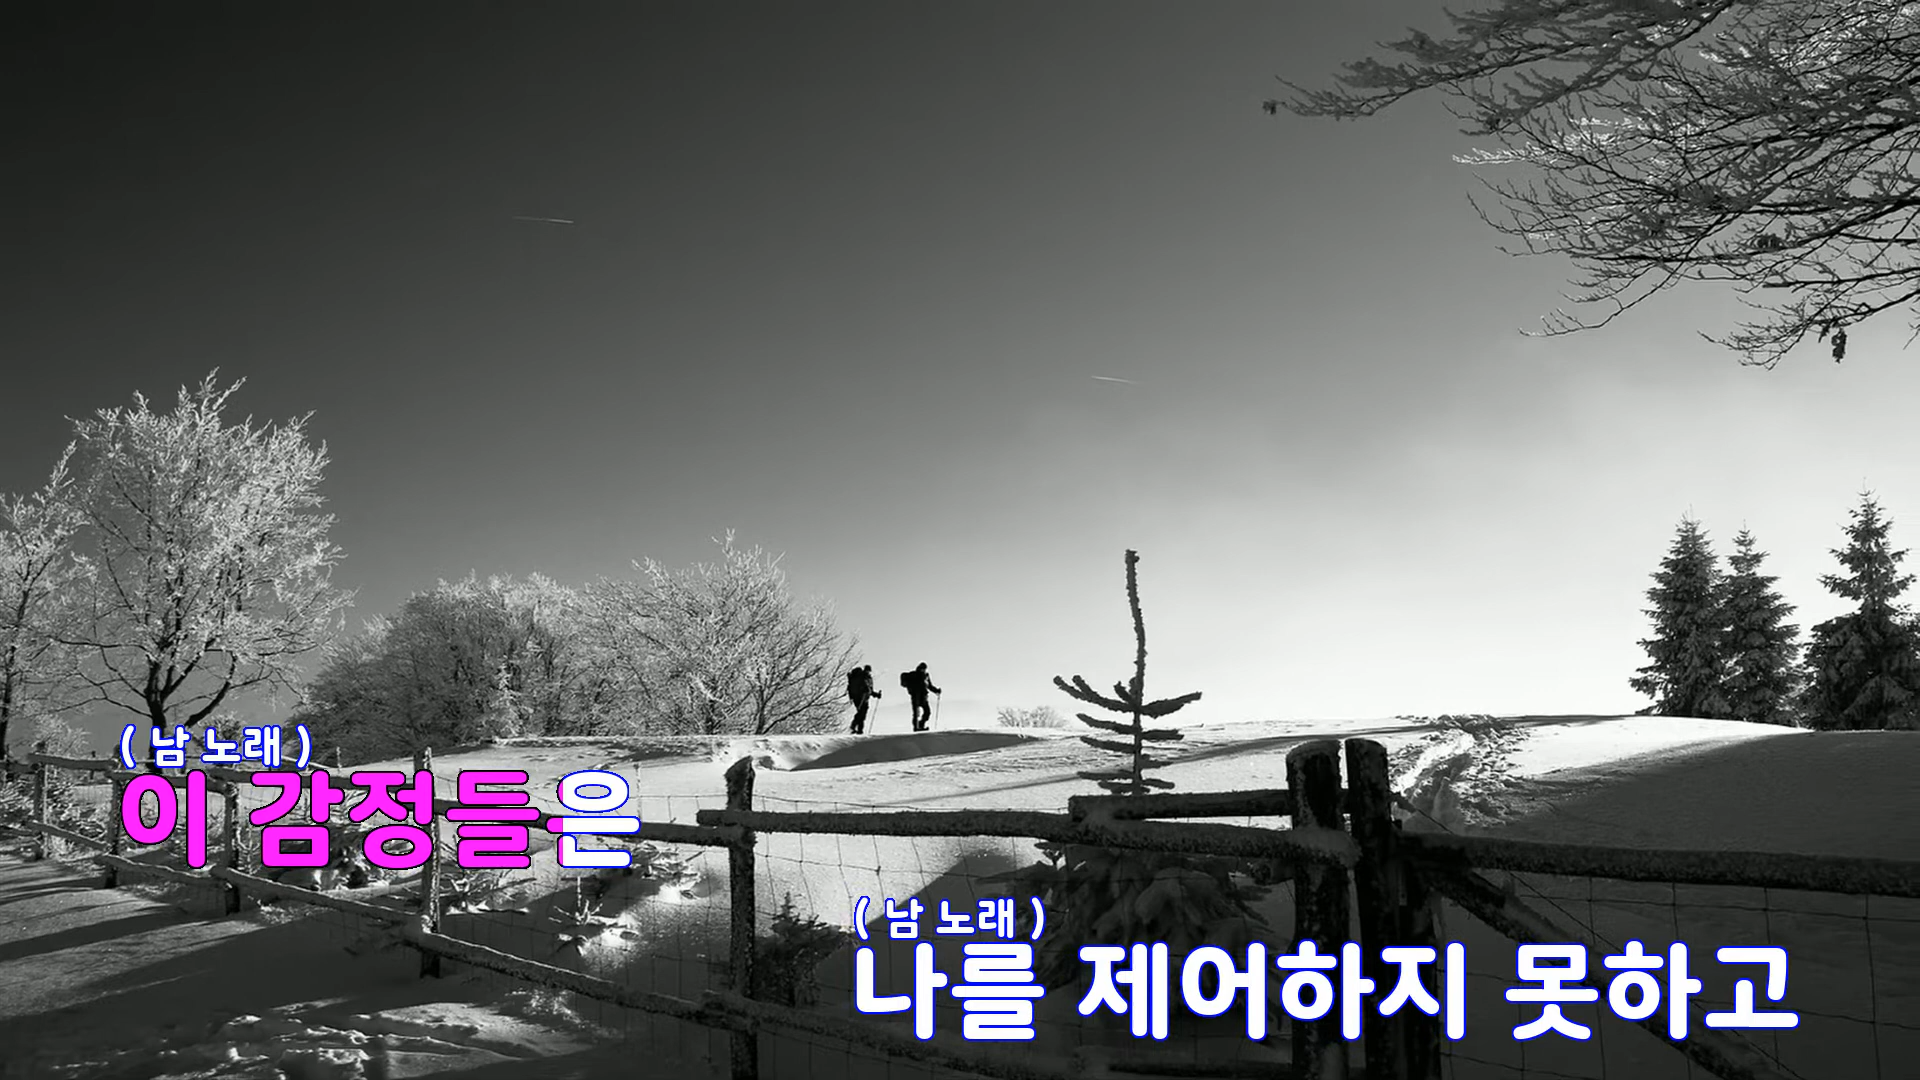 ( 남 노래 )
이 감정들은
( 남 노래 )
나를 제어하지 못하고